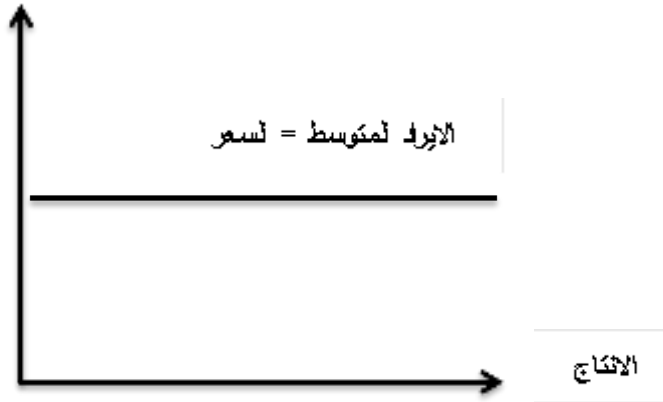 الايرد لمتوسط = لسعر
الانتاج